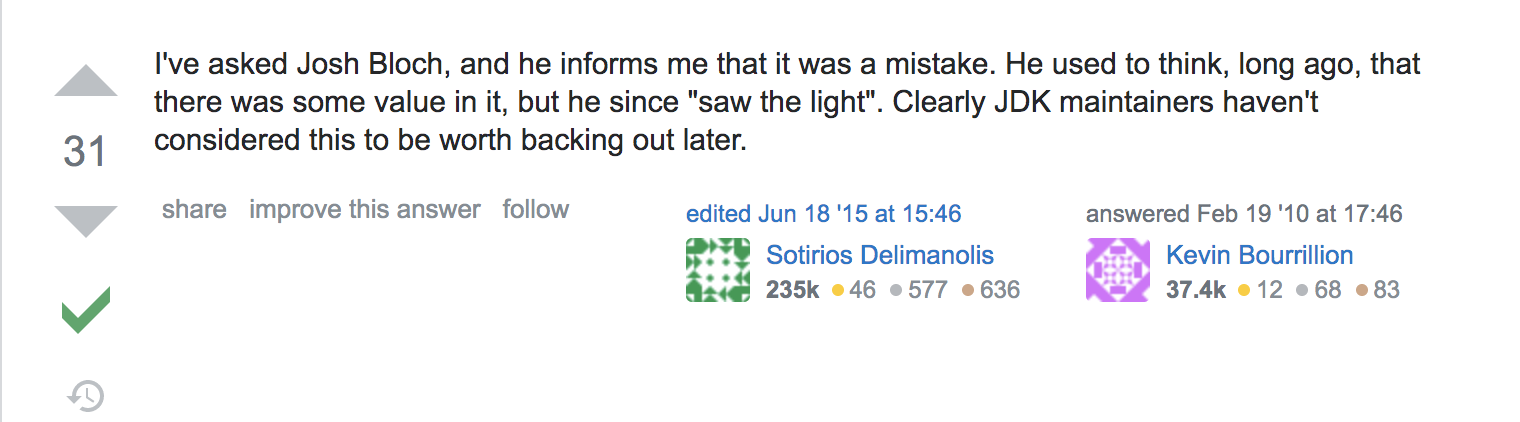 I've asked Josh Bloch, and he informs me that it was a mistake. He used to think, long ago, that
there was some value in it, but he since "saw the light". Clearly JDK maintainers haven't
considered this to be worth backing out later.
31
share improve this answer follow
edited Jun 18 '15 at 15:46
Sotirios Delimanolis
235k 46 577 636
answered Feb 19 '10 at 17:46
Kevin Bourrillion
37.4k 12 68 83